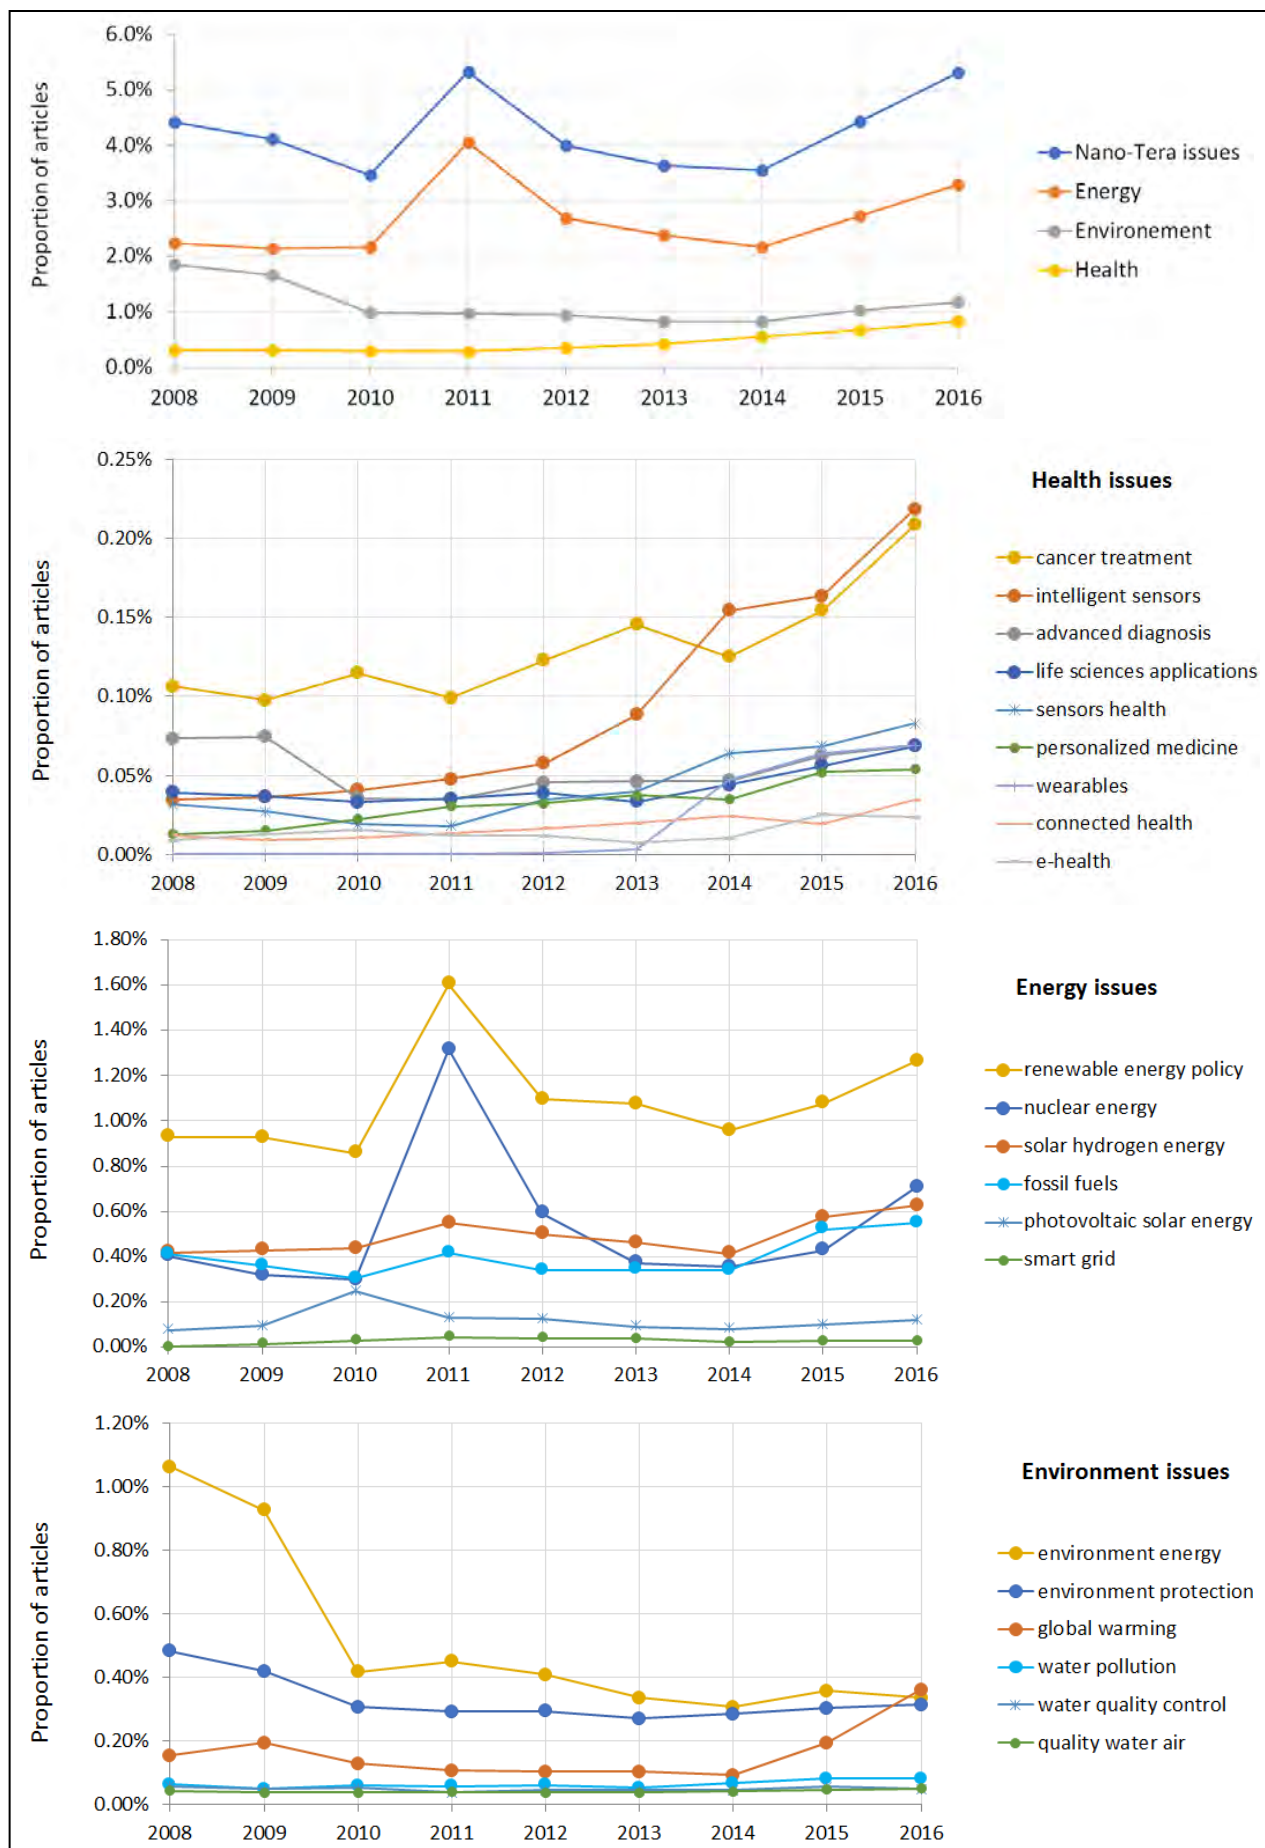 6.0%
5.0%
4.0%
3.0%
2.0%
1.0%
0.0%
Proportion of articles
2008 2009 2010 2011 2012 2013 2014 2015 2016
Nano-Tera issues
Energy
Environement
Health
0.25%
0.20%
0.15%
0.10%
0.05%
0.00%
Proportion of articles
2008 2009 2010 2011 2012 2013 2014 2015 2016
Health issues
cancer treatment
intelligent sensors
advanced diagnosis
life sciences applications
sensors health
personalized medicine
wearables
connected health
e-health
1.80%
1.60%
1.40%
1.20%
1.00%
0.80%
0.60%
0.40%
0.20%
0.00%
Proportion of articles
2008 2009 2010 2011 2012 2013 2014 2015 2016
Energy issues
renewable energy policy
nuclear energy
solar hydrogen energy
fossil fuels
photovoltaic solar energy
smart grid
1.20%
1.00%
0.80%
0.60%
0.40%
0.20%
0.00%
Proportion of articles
2008 2009 2010 2011 2012 2013 2014 2015 2016
Environment issues
environment energy
environment protection
global warming
water pollution
water quality control
quality water air